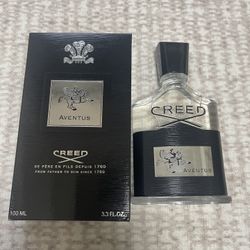 AVENTUS
CREED
DE PÈRE EN FILS DEPUIS 1760
FROM FATHER TO SON SINCE 1760
100 ML
3.3 FL.OZ.
CREED
AVENTUS